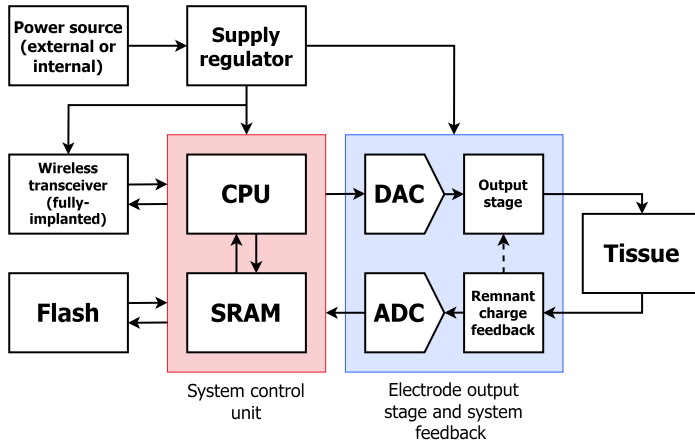 Power source
(external or
internal)
Supply
regulator
Wireless
transceiver
(fully-
implanted)
CPU
DAC
Output
stage
Tissue
Flash
SRAM
ADC
Remnant
charge
feedback
System control
unit
Electrode output
stage and system
feedback